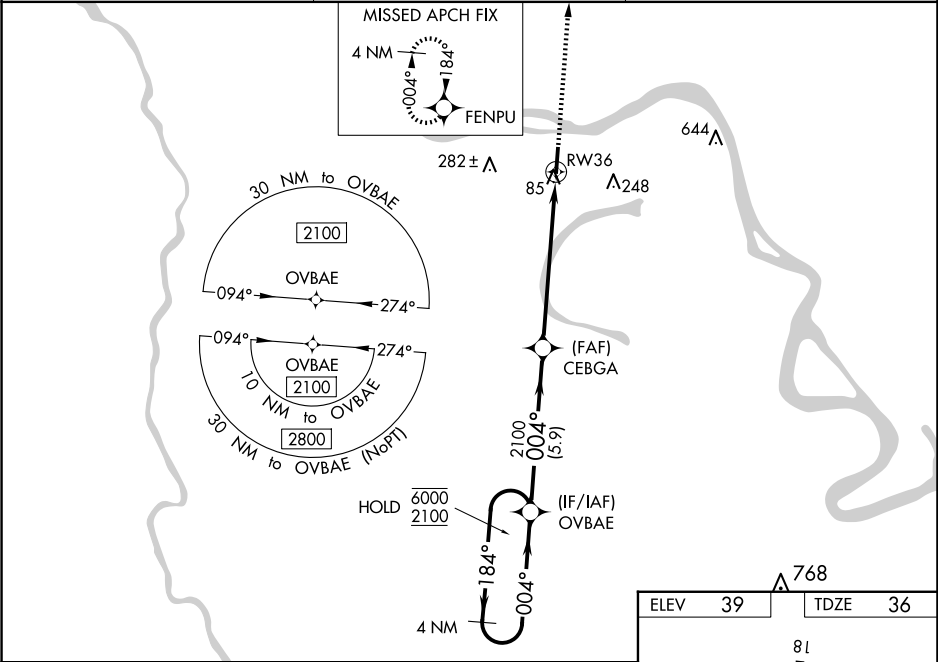 MISSED APCH FIX
4 NM
004°
184°
FENPU
644
282 ±
RW36
85
248
30 NM to OVBAE
2100
OVBAE
094°
274°
094°
274°
OVBAE
2100
10 NM to OVBAE
2800
30 NM to OVBAE (NoPT)
(FAF)
CEBGA
2100
004°
(5.9)
HOLD
6000
2100
(IF/IAF)
OVBAE
184°
004°
4 NM
768
ELEV 39
TDZE 36
18